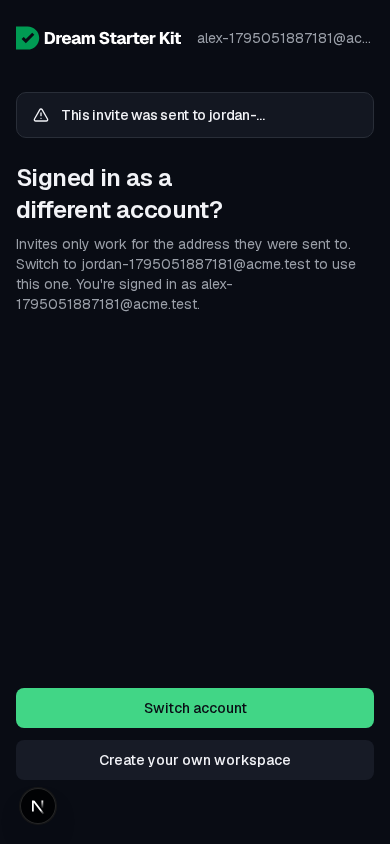 Dream Starter Kit
alex-1795051887181@ac...
This invite was sent to jordan-...
Signed in as a
different account?
Invites only work for the address they were sent to.
Switch to jordan-1795051887181@acme.test to use
this one. You're signed in as alex-
1795051887181@acme.test.
Switch account
Create your own workspace
N